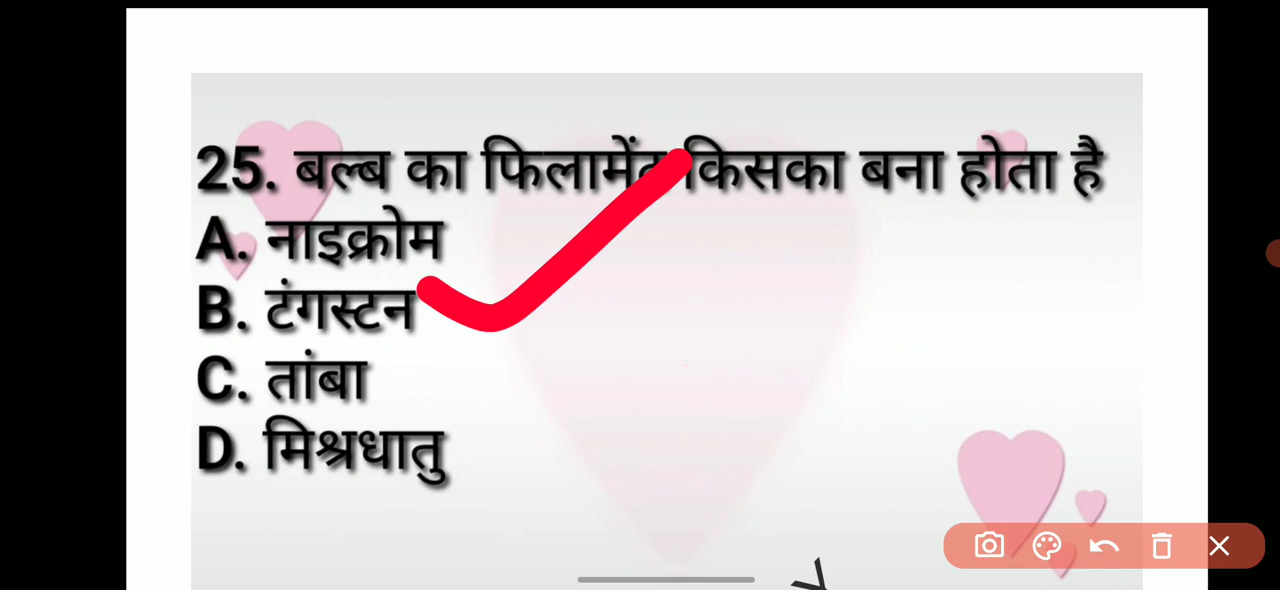 25. बल्ब का फिलामेंट किसका बना होता है
A. नाइक्रोम
B. टंगस्टन
C. तांबा
D. मिश्रधातु